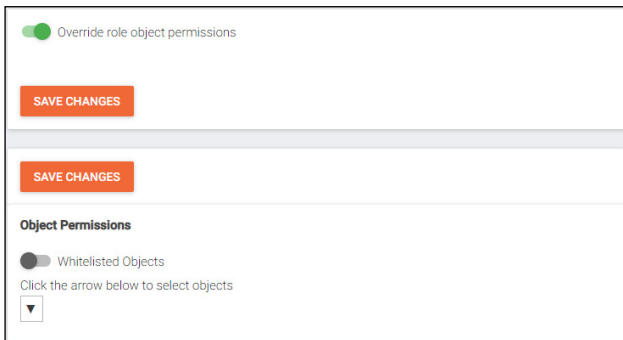 Override role object permissions
SAVE CHANGES
SAVE CHANGES
Object Permissions
Whitelisted Objects
Click the arrow below to select objects